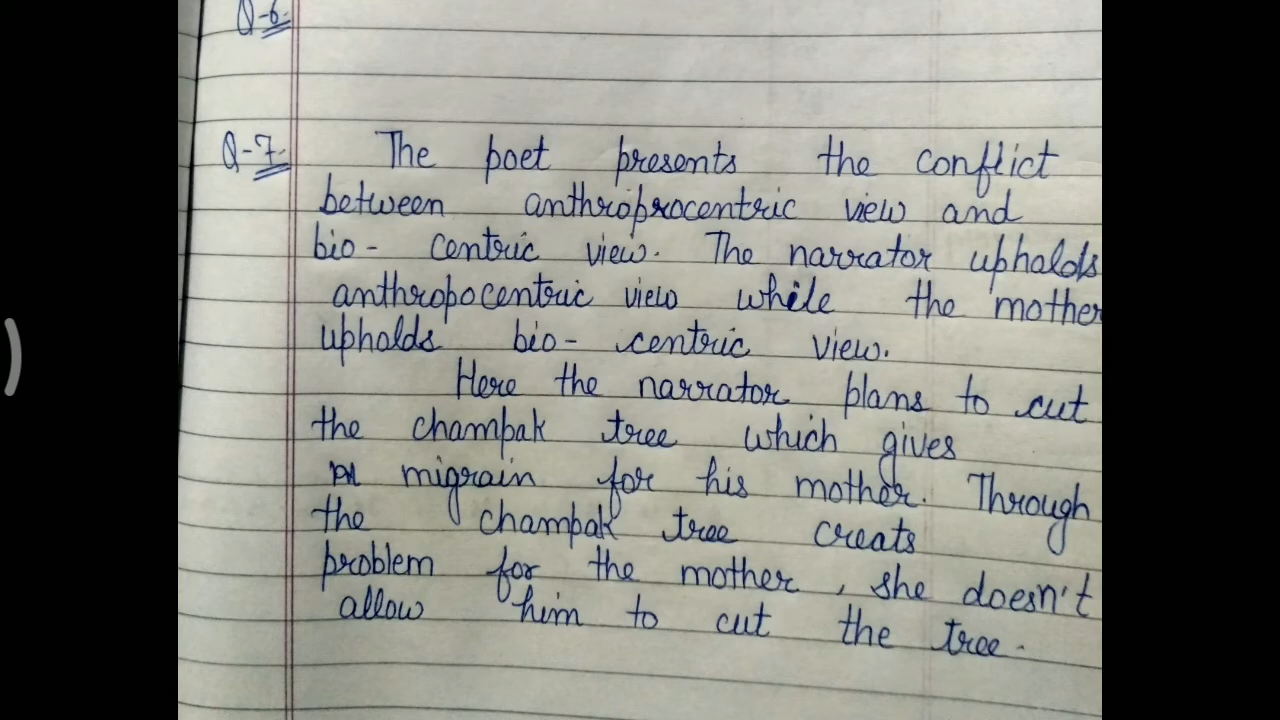 Q-6.
Q-7. The poet presents the conflict
between anthroprocentric view and
bio- centric view. The narrator upholds
anthropocentric view while the mother
upholds bio- centric view.
Here the narrator plans to cut
the champak tree which gives
migrain for his mother. Through
the champak tree creats
problem for the mother, she doesn't
allow him to cut the tree.